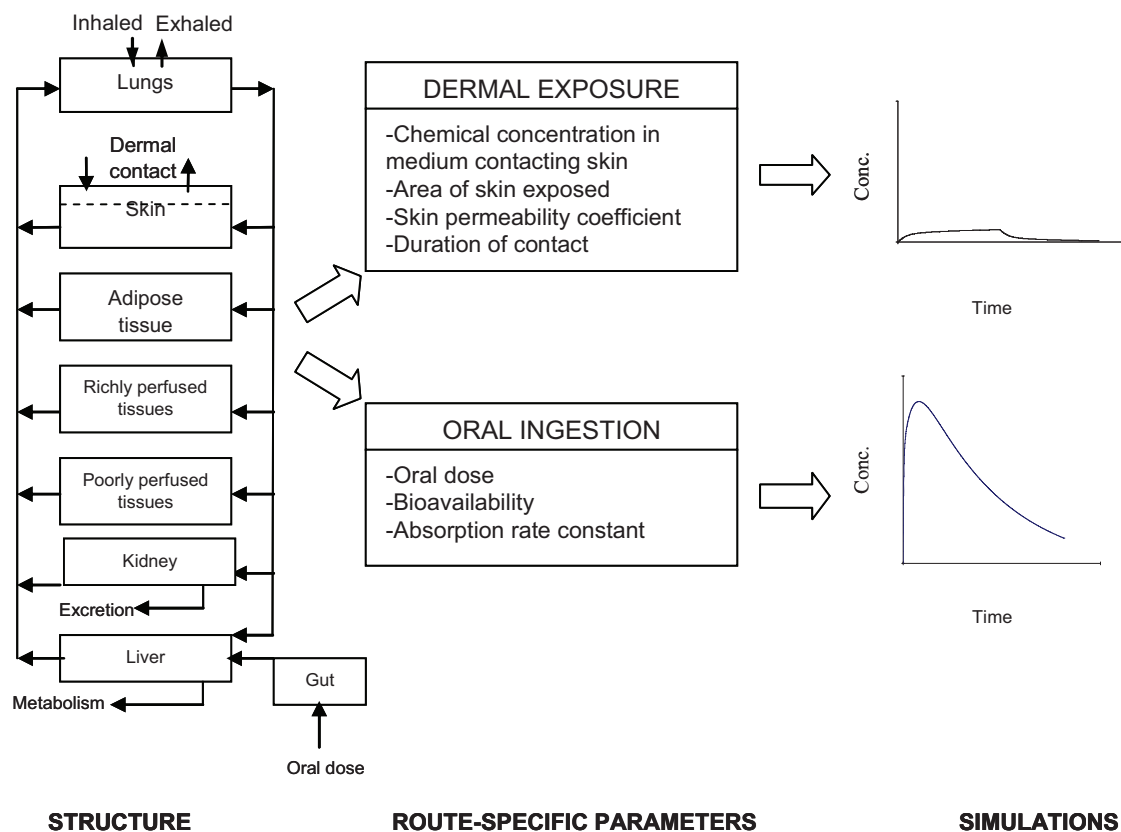 Inhaled Exhaled
Lungs
Dermal
contact
Skin
Adipose
tissue
Richly perfused
tissues
Poorly perfused
tissues
Kidney
Excretion
Liver
Metabolism
Gut
Oral dose
STRUCTURE
DERMAL EXPOSURE
-Chemical concentration in
medium contacting skin
-Area of skin exposed
-Skin permeability coefficient
-Duration of contact
ORAL INGESTION
-Oral dose
-Bioavailability
-Absorption rate constant
ROUTE-SPECIFIC PARAMETERS
Conc.
Time
Conc.
Time
SIMULATIONS